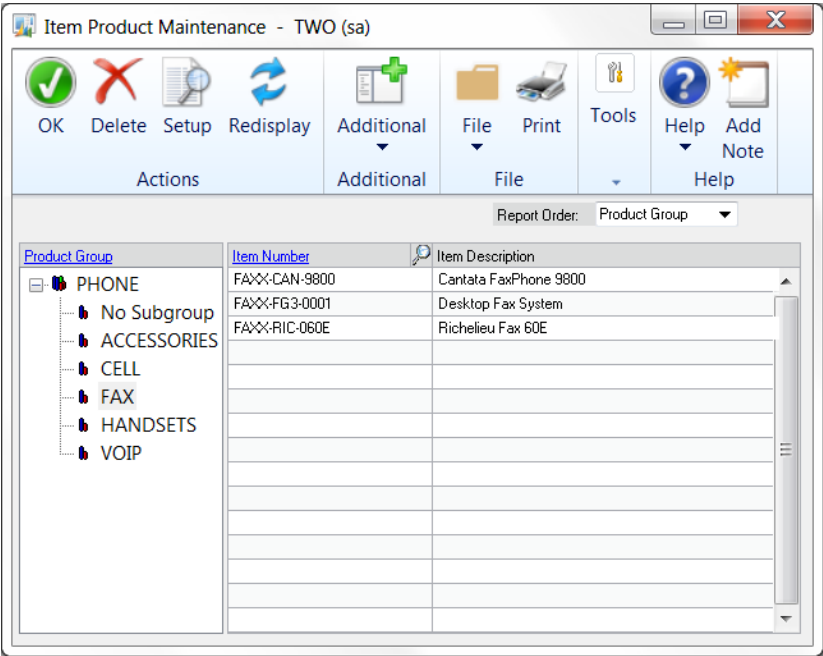 Item Product Maintenance - TWO (sa)
OK Delete Setup Redisplay Additional File Print Tools Help Add Note
Actions Additional File Help
Report Order: Product Group
Product Group Item Number Item Description
PHONE
No Subgroup
ACCESSORIES
CELL
FAX
HANDSETS
VOIP
FAXX-CAN-9800 Cantata FaxPhone 9800
FAXX-FG3-0001 Desktop Fax System
FAXX-RIC-060E Richelieu Fax 60E